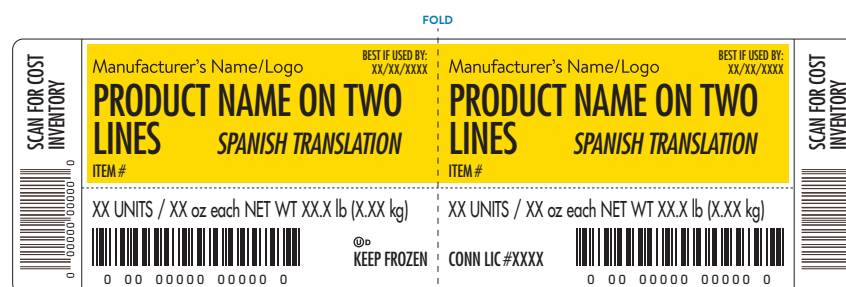 FOLD
SCAN FOR COST
INVENTORY
0 00000 00000 0
Manufacturer's Name/Logo
BEST IF USED BY:
XX/XX/XXXX
PRODUCT NAME ON TWO
LINES
SPANISH TRANSLATION
ITEM #
XX UNITS / XX oz each NET WT XX.X lb (X.XX kg)
0 00 00000 00000 0
U D
KEEP FROZEN
Manufacturer's Name/Logo
BEST IF USED BY:
XX/XX/XXXX
PRODUCT NAME ON TWO
LINES
SPANISH TRANSLATION
ITEM #
XX UNITS / XX oz each NET WT XX.X lb (X.XX kg)
CONN LIC #XXXX
0 00 00000 00000 0
SCAN FOR COST
INVENTORY